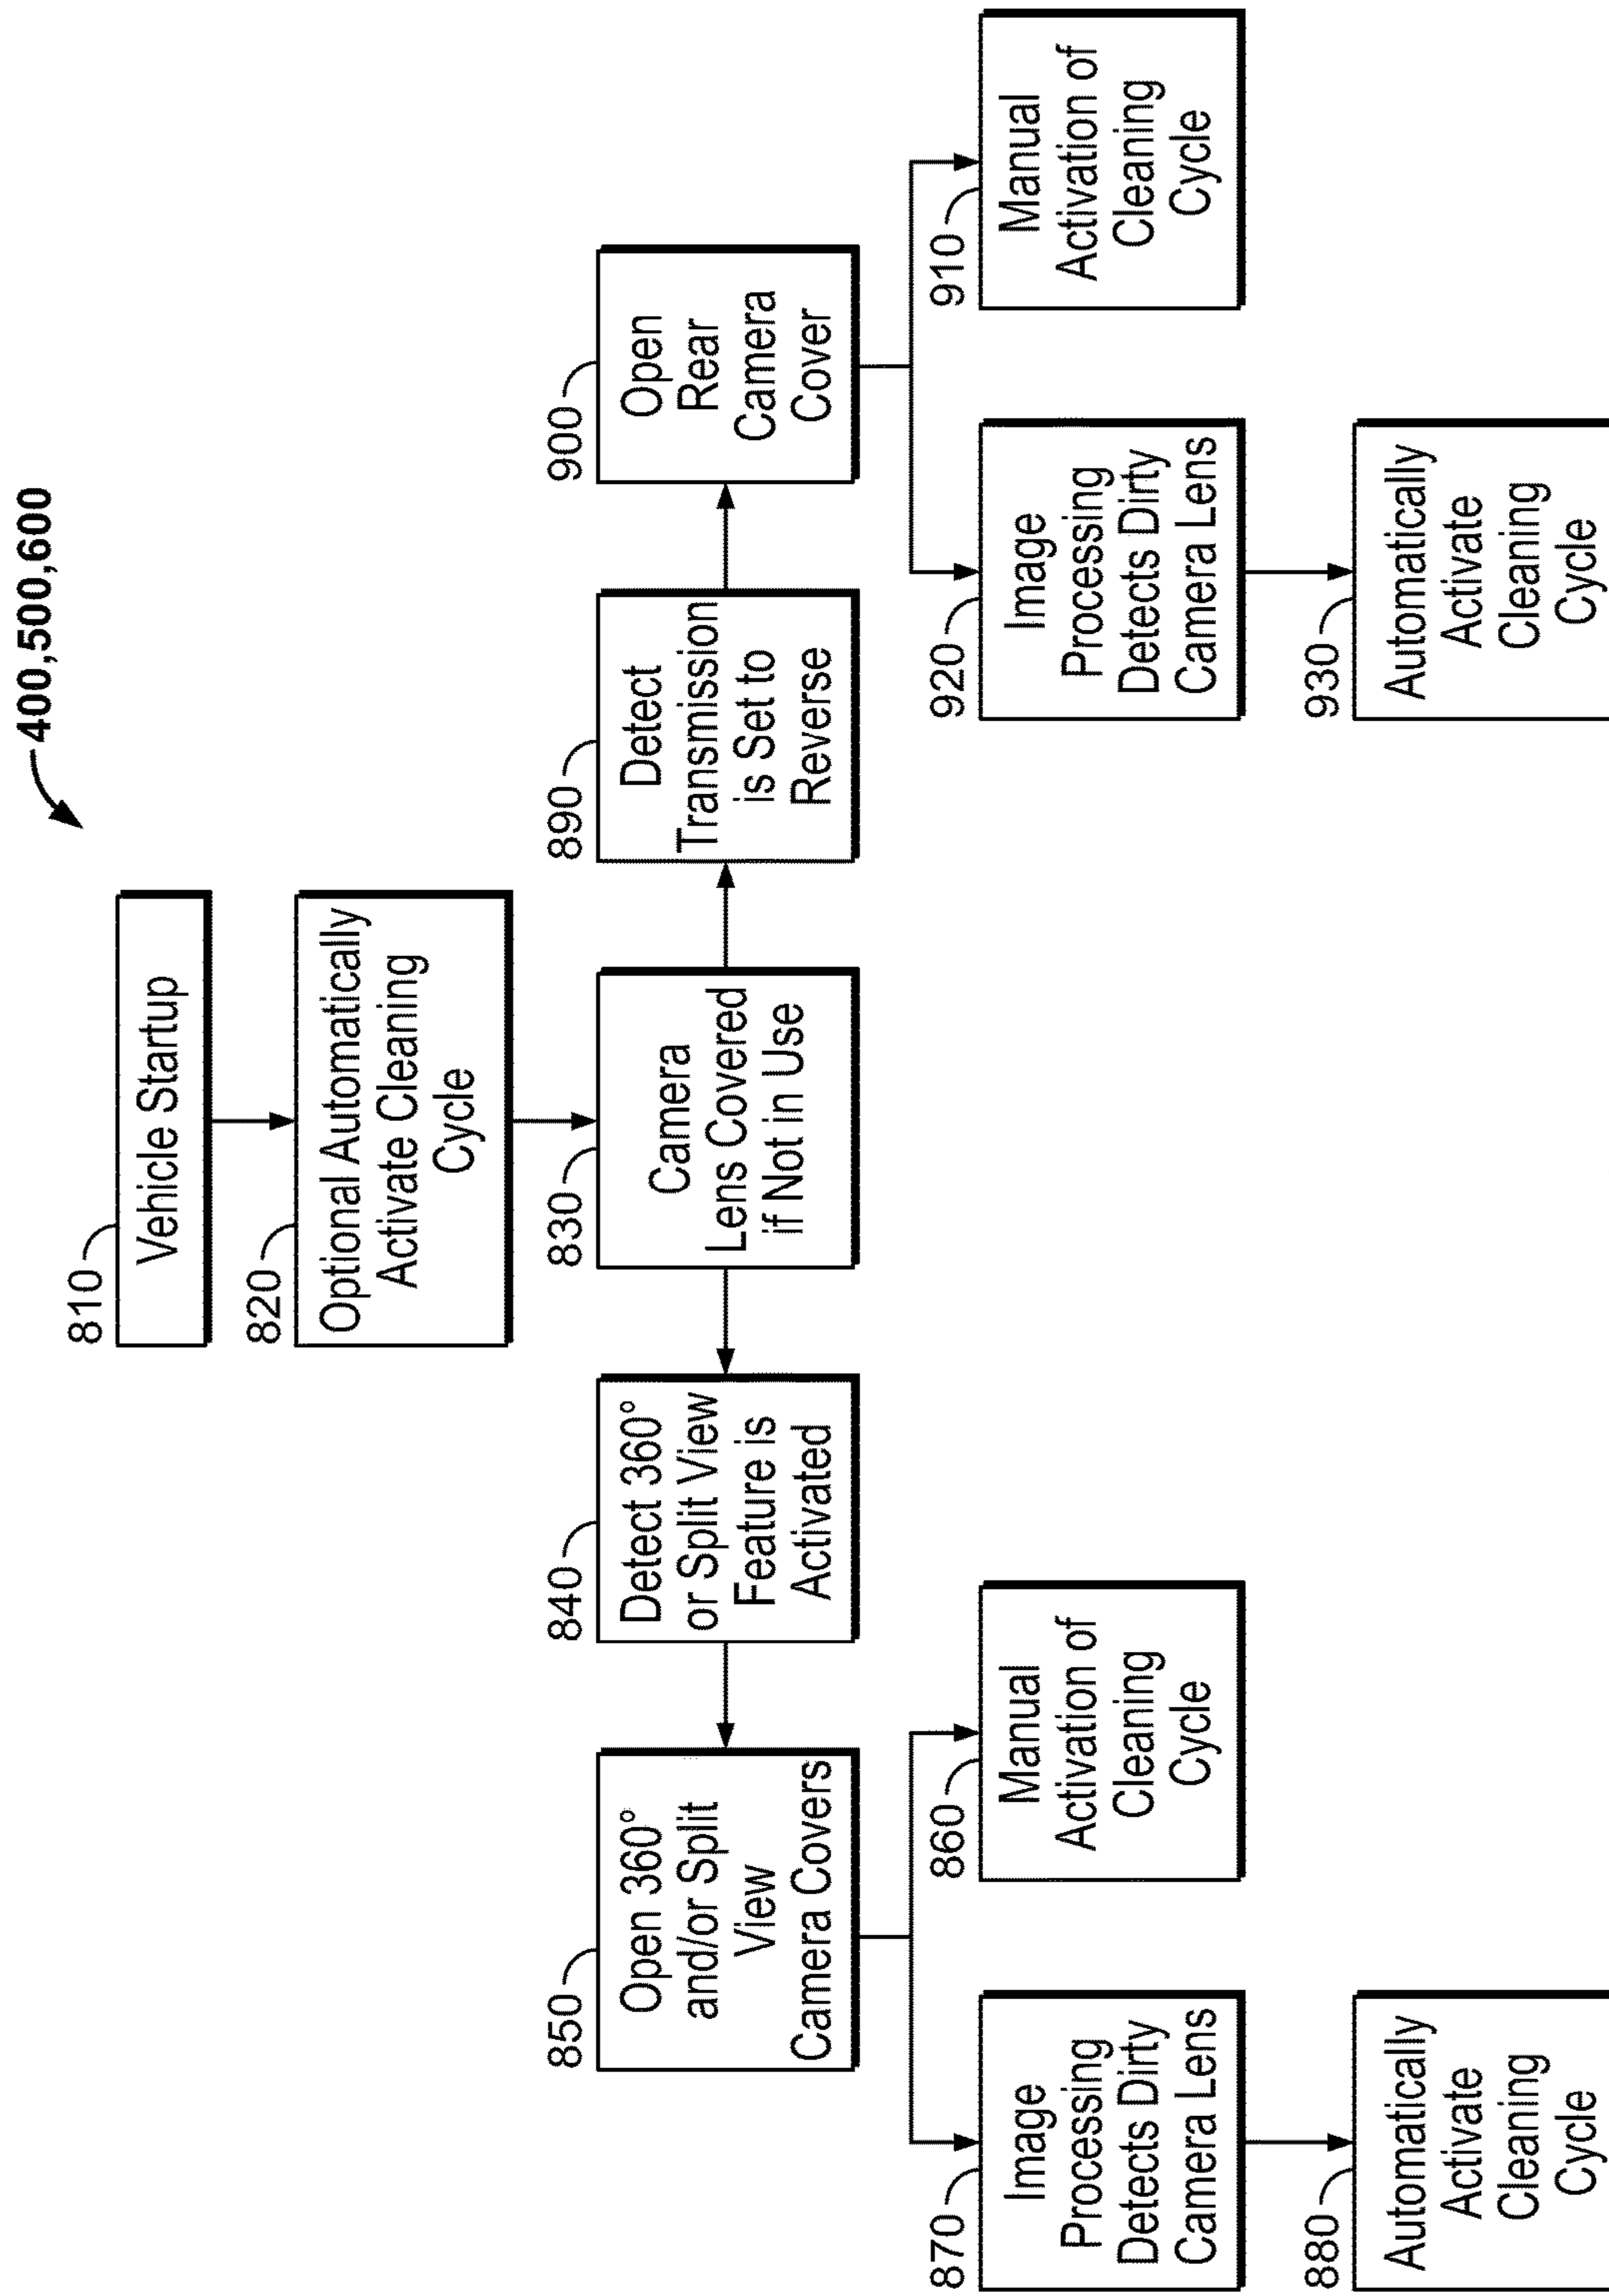 400,500,600
810
Vehicle Startup
820
Optional Automatically
Activate Cleaning
Cycle
830
Camera
Lens Covered
if Not in Use
840
Detect 360°
or Split View
Feature is
Activated
850
Open 360°
and/or Split
View
Camera Covers
860
Manual
Activation of
Cleaning
Cycle
870
Image
Processing
Detects Dirty
Camera Lens
880
Automatically
Activate
Cleaning
Cycle
890
Detect
Transmission
is Set to
Reverse
900
Open
Rear
Camera
Cover
910
Manual
Activation of
Cleaning
Cycle
920
Image
Processing
Detects Dirty
Camera Lens
930
Automatically
Activate
Cleaning
Cycle